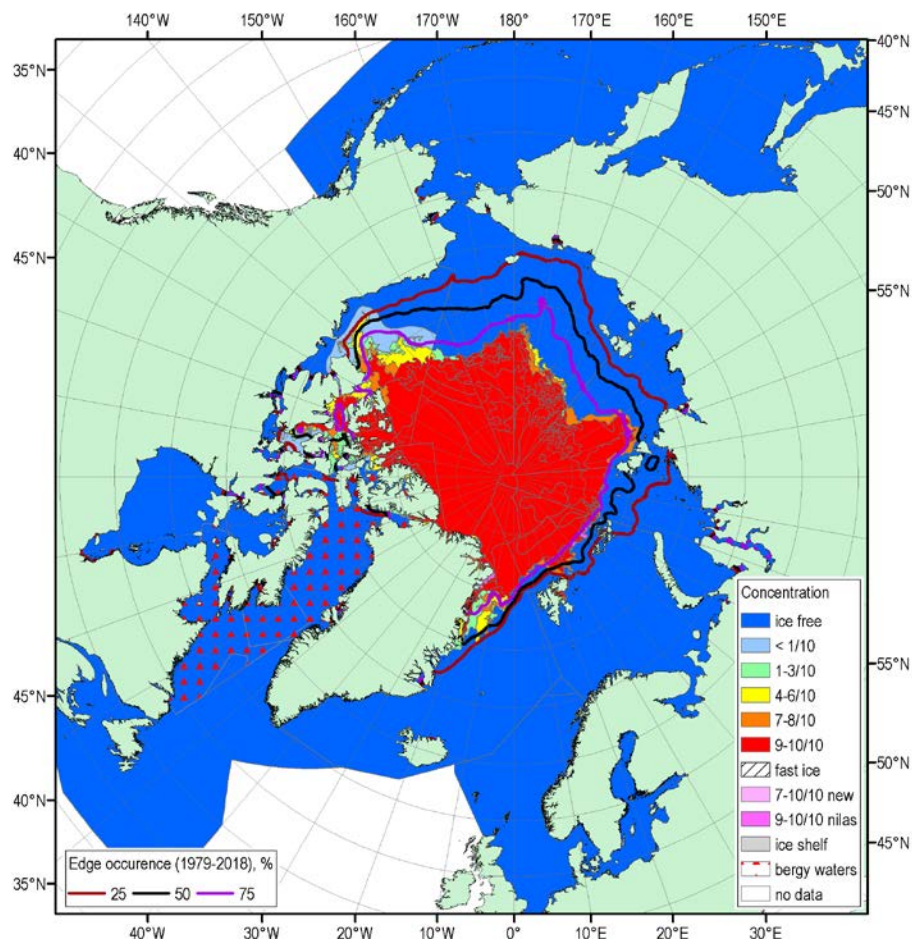 140°W 150°W 160°W 170°W 180° 170°E 160°E 150°E
40°N
35°N
45°N
40°N
50°N
45°N
55°N
Concentration
ice free
< 1/10
1-3/10
4-6/10
7-8/10
9-10/10
fast ice
7-10/10 new
9-10/10 nilas
ice shelf
bergy waters
no data
55°N
45°N
50°N
40°N
45°N
35°N
Edge occurence (1979-2018), %
25 50 75
40°W 30°W 20°W 10°W 0° 10°E 20°E 30°E